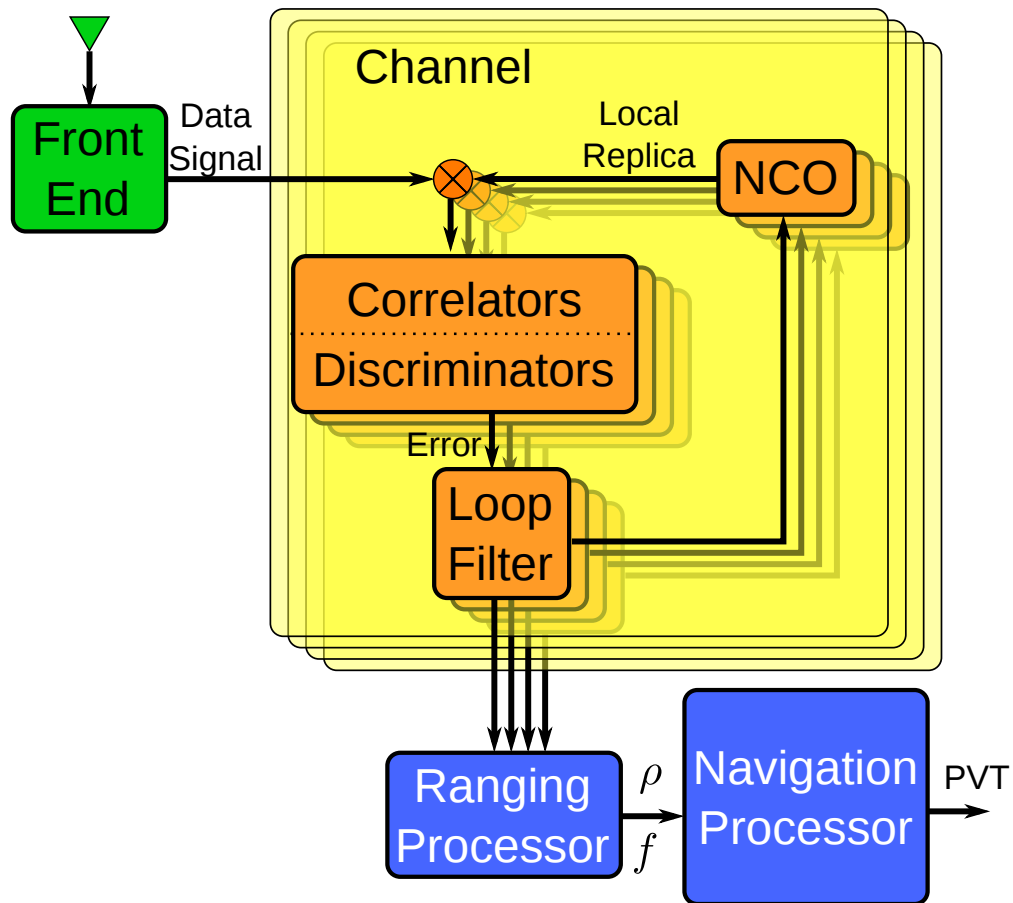 Channel
Front
End
Data
Signal
Local
Replica
NCO
Correlators
Discriminators
Error
Loop
Filter
Ranging
Processor
ρ
f
Navigation
Processor
PVT